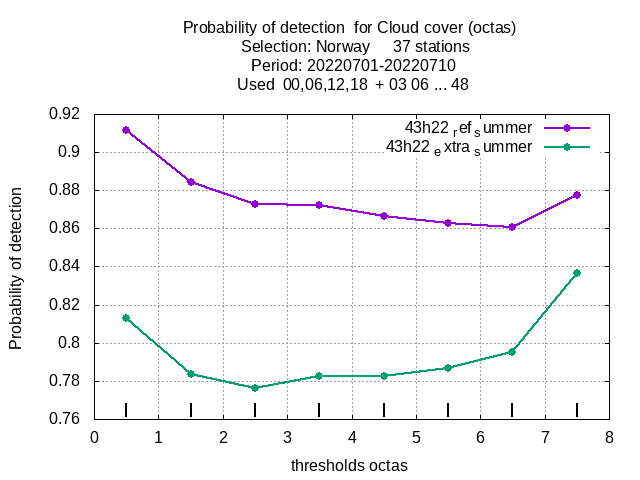 Probability of detection  for Cloud cover (octas)
Selection: Norway     37 stations
Period: 20220701-20220710
Used  00,06,12,18  + 03 06 ... 48
0.92
0.9
0.88
0.86
0.84
0.82
0.8
0.78
0.76
Probability of detection
43h22 ref summer
43h22 extra summer
0 1 2 3 4 5 6 7 8
thresholds octas